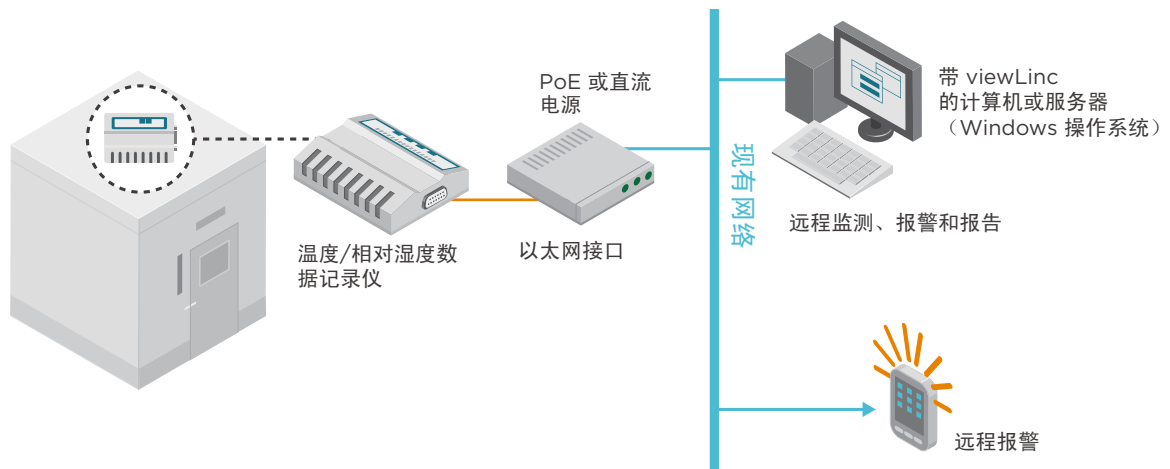 PoE 或直流
电源
带 viewLinc
的计算机或服务器
（Windows 操作系统）
现有网络
远程监测、报警和报告
温度/相对湿度数
据记录仪
以太网接口
远程报警